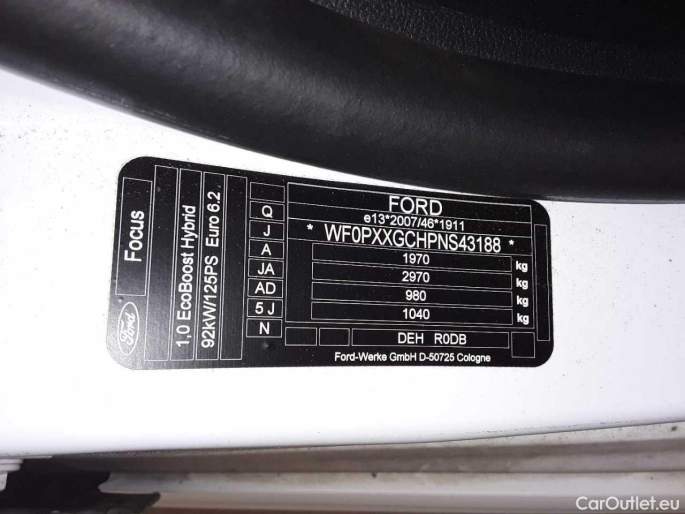 FORD
e13*2007/46*1911
* WF0PXXGCHPNS43188 *
1970 kg
2970 kg
980 kg
1040 kg
DEH R0DB
Ford-Werke GmbH D-50725 Cologne
Q
J
A
JA
AD
5 J
N
Focus
1,0 EcoBoost Hybrid
92kW/125PS Euro 6.2
Ford
CarOutlet.eu